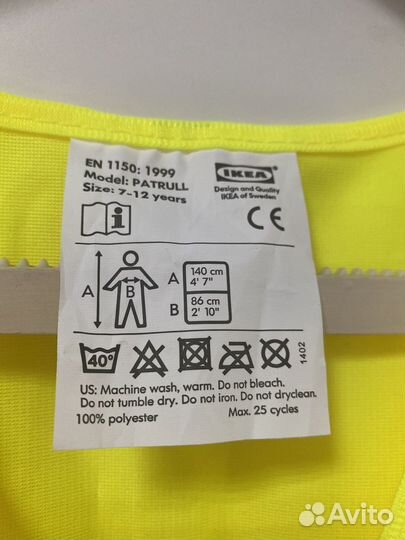 EN 1150: 1999
Model: PATRULL
Size: 7-12 years
IKEA
Design and Quality
IKEA of Sweden
i
CE
A
B
A 140 cm
4' 7"
B 86 cm
2' 10"
40°
1402
US: Machine wash, warm. Do not bleach.
Do not tumble dry. Do not iron. Do not dryclean.
100% polyester Max. 25 cycles
Avito